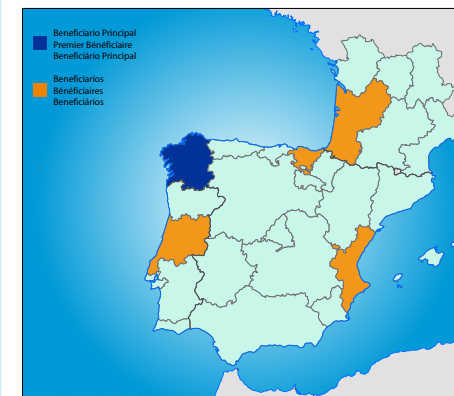 Beneficiario Principal
Premier Bénéficiaire
Beneficiário Principal
Beneficiarios
Bénéficiaires
Beneficiários